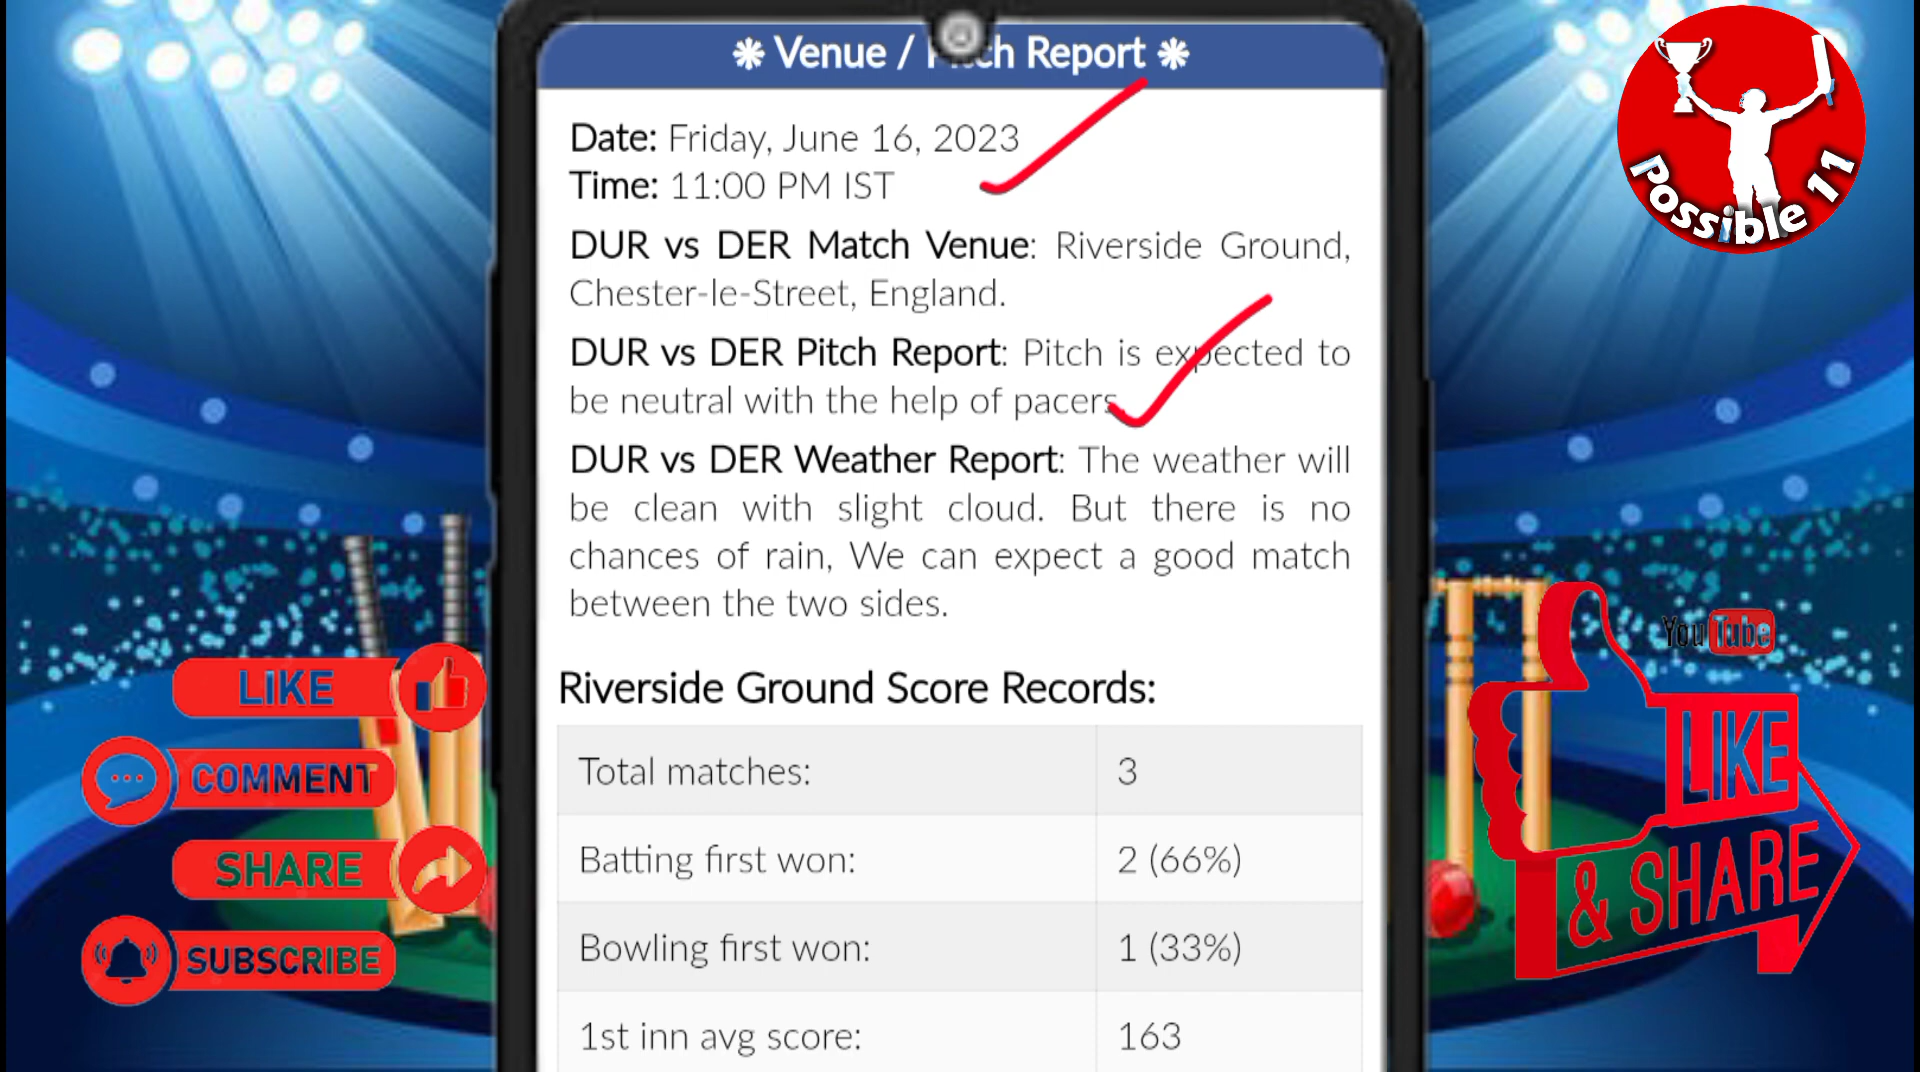 Venue / Pitch Report
Date: Friday, June 16, 2023
Time: 11:00 PM IST
DUR vs DER Match Venue: Riverside Ground,
Chester-le-Street, England.
DUR vs DER Pitch Report: Pitch is expected to
be neutral with the help of pacers
DUR vs DER Weather Report: The weather will
be clean with slight cloud. But there is no
chances of rain, We can expect a good match
between the two sides.
Riverside Ground Score Records:
Total matches: 3
Batting first won: 2 (66%)
Bowling first won: 1 (33%)
1st inn avg score: 163
Possible 11
LIKE
COMMENT
SHARE
SUBSCRIBE
YouTube
LIKE
& SHARE